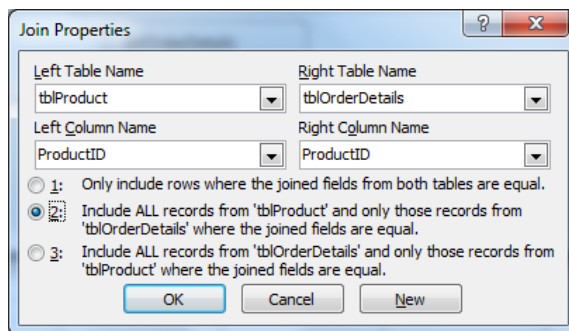 Join Properties
Left Table Name
Right Table Name
tblProduct
tblOrderDetails
Left Column Name
Right Column Name
ProductID
ProductID
1: Only include rows where the joined fields from both tables are equal.
2: Include ALL records from 'tblProduct' and only those records from
'tblOrderDetails' where the joined fields are equal.
3: Include ALL records from 'tblOrderDetails' and only those records from
'tblProduct' where the joined fields are equal.
OK
Cancel
New